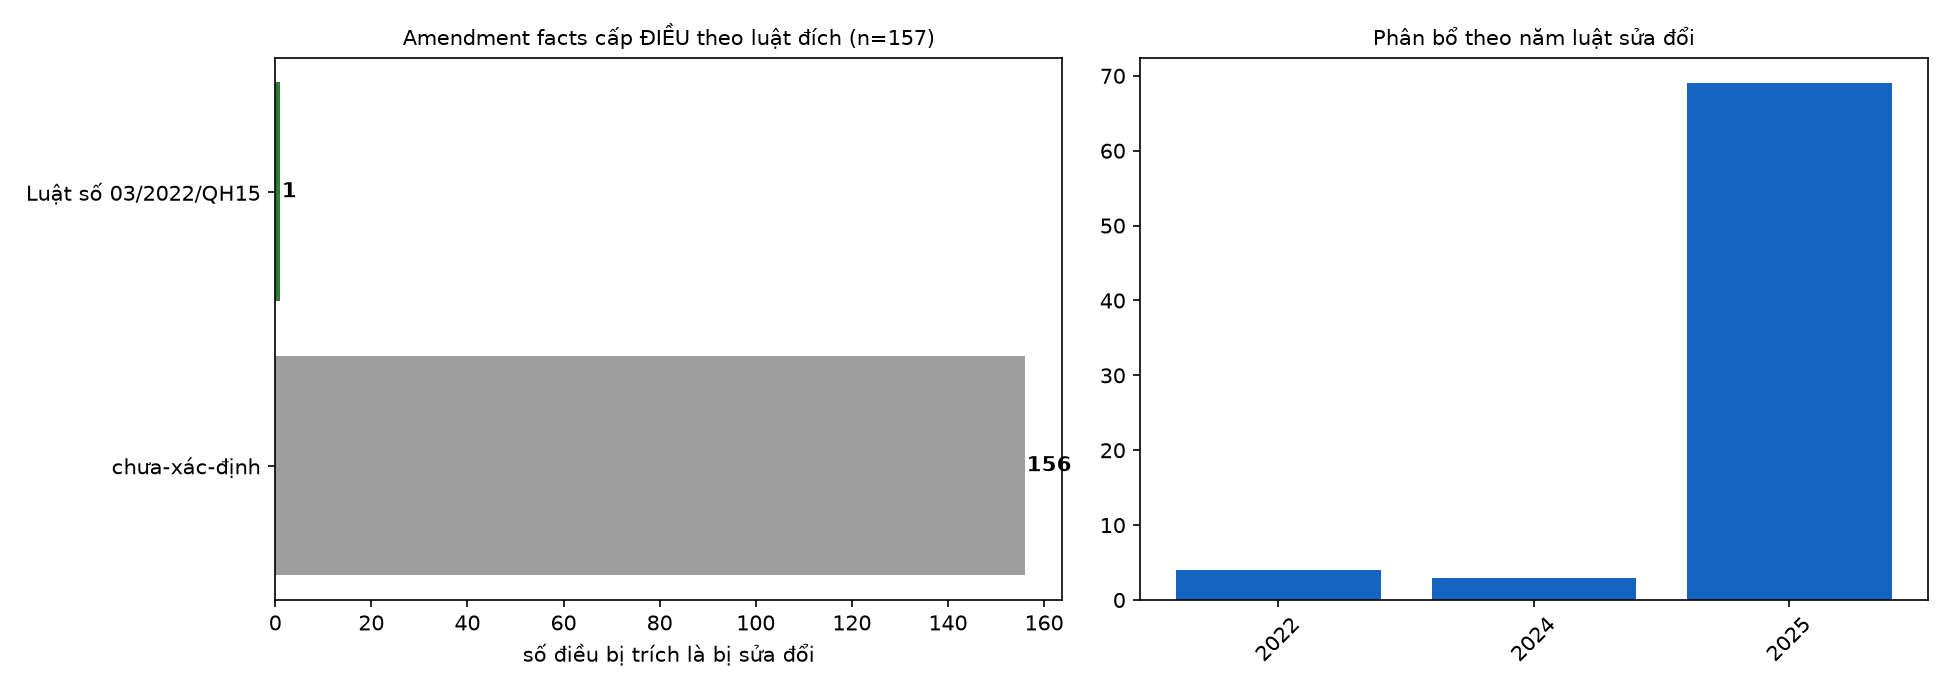 Amendment facts cấp ĐIỀU theo luật đích (n=157)
Luật số 03/2022/QH15
1
chưa-xác-định
156
0 20 40 60 80 100 120 140 160
số điều bị trích là bị sửa đổi
Phân bổ theo năm luật sửa đổi
70
60
50
40
30
20
10
0
2022 2024 2025